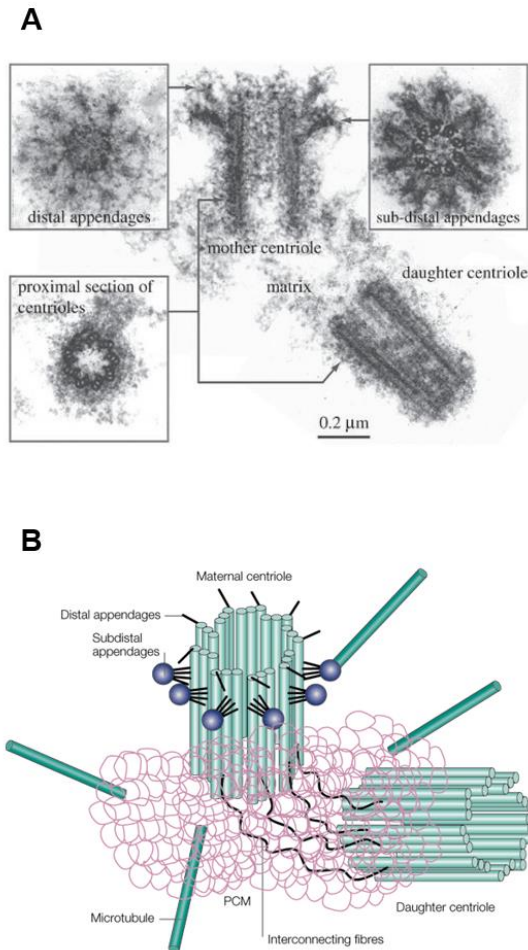 A
distal appendages
sub-distal appendages
mother centriole
proximal section of
centrioles
matrix
daughter centriole
0.2 µm
B
Maternal centriole
Distal appendages
Subdistal
appendages
Microtubule
PCM
Interconnecting fibres
Daughter centriole